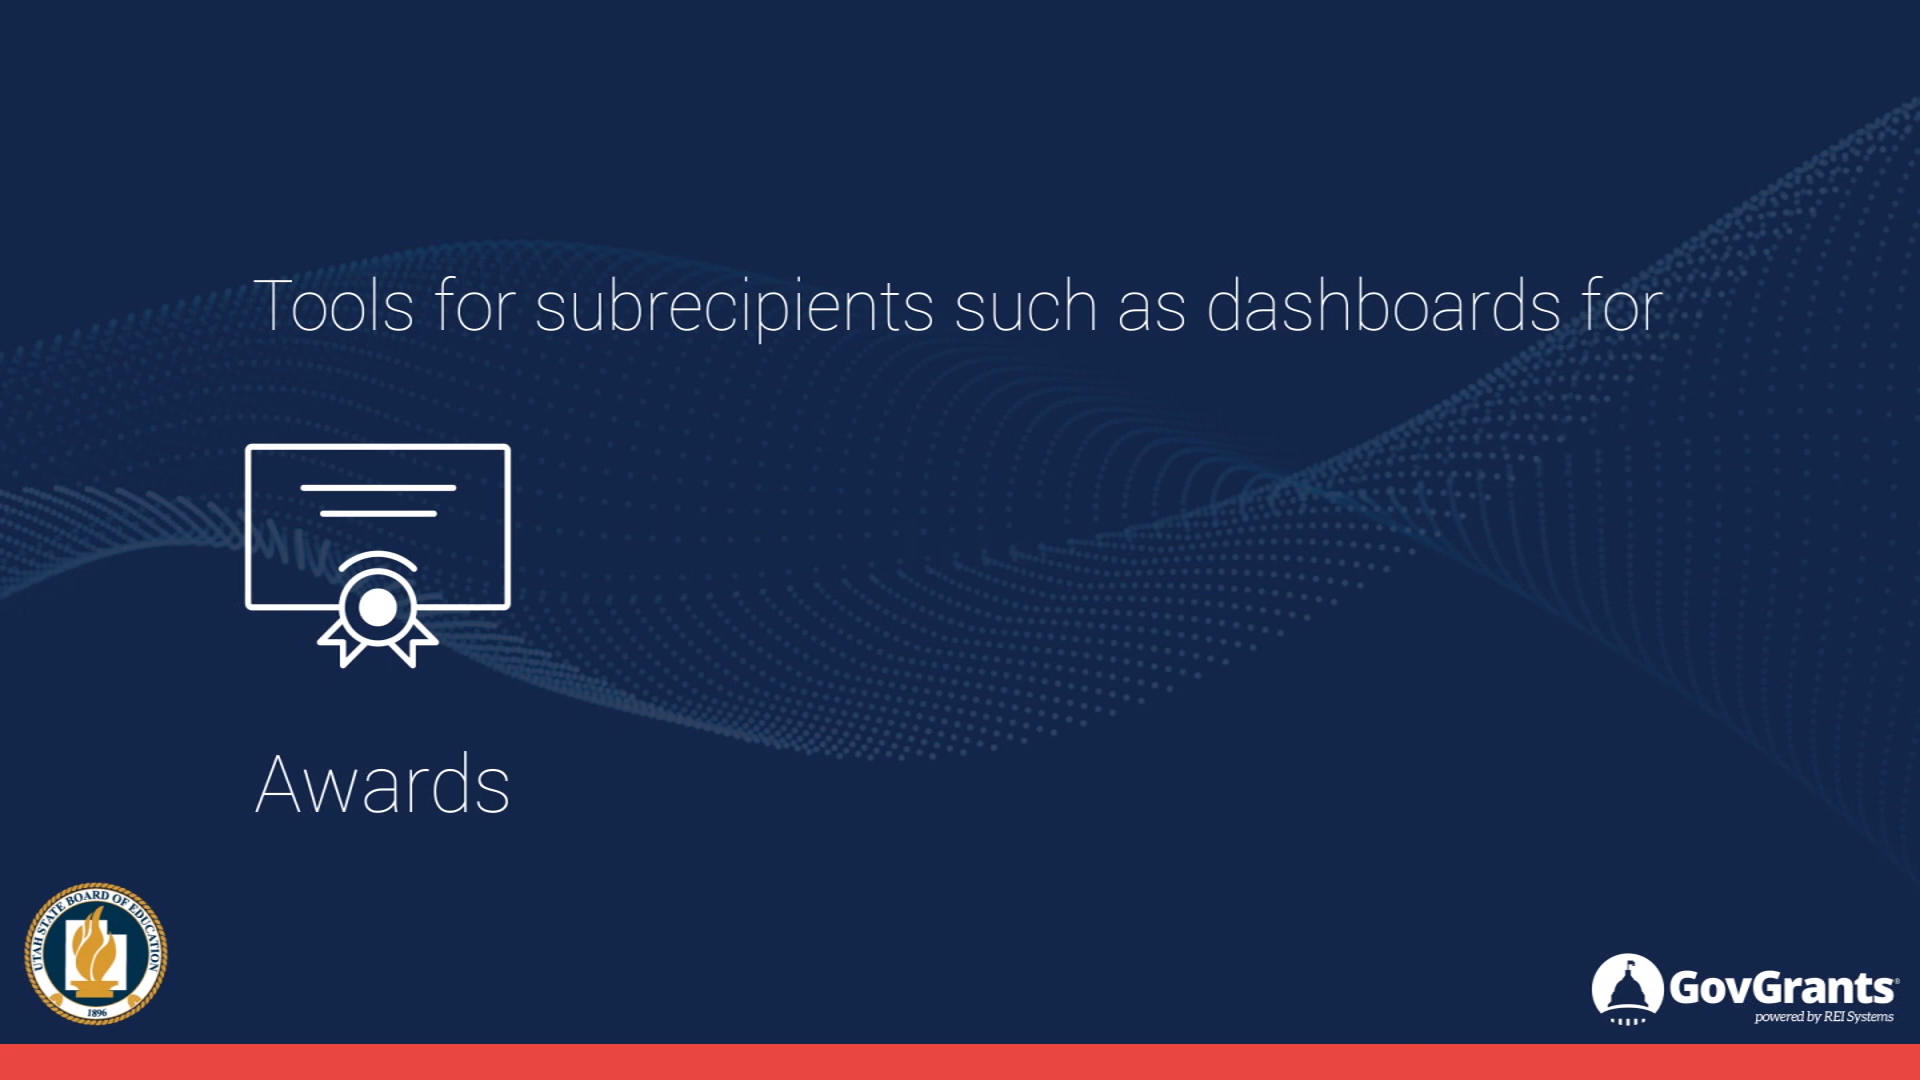 Tools for subrecipients such as dashboards for
Awards
UTAH STATE BOARD OF EDUCATION
1896
GovGrants®
powered by REI Systems